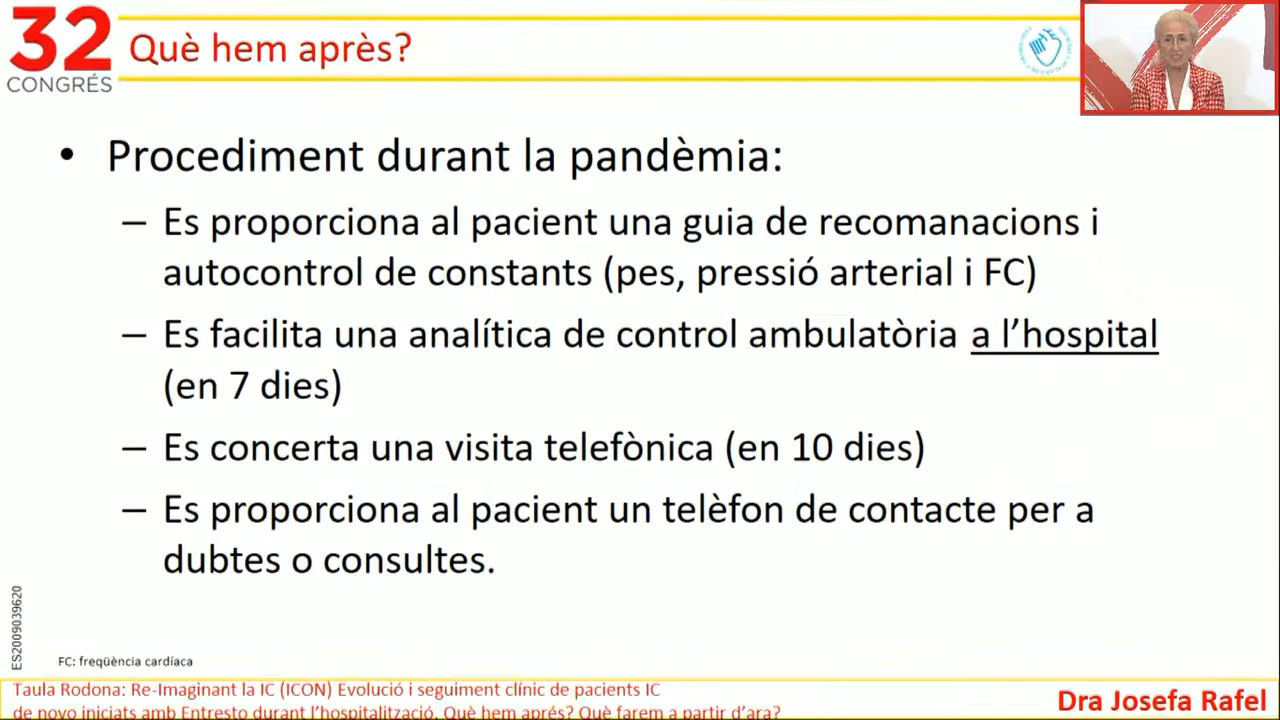 32
CONGRÉS
Què hem après?
• Procediment durant la pandèmia:
– Es proporciona al pacient una guia de recomanacions i
autocontrol de constants (pes, pressió arterial i FC)
– Es facilita una analítica de control ambulatòria a l’hospital
(en 7 dies)
– Es concerta una visita telefònica (en 10 dies)
– Es proporciona al pacient un telèfon de contacte per a
dubtes o consultes.
ES2009039620
FC: freqüència cardíaca
Taula Rodona: Re-Imaginant la IC (ICON) Evolució i seguiment clínic de pacients IC
de novo iniciats amb Entresto durant l’hospitalització. Què hem aprés? Què farem a partir d’ara?
Dra Josefa Rafel